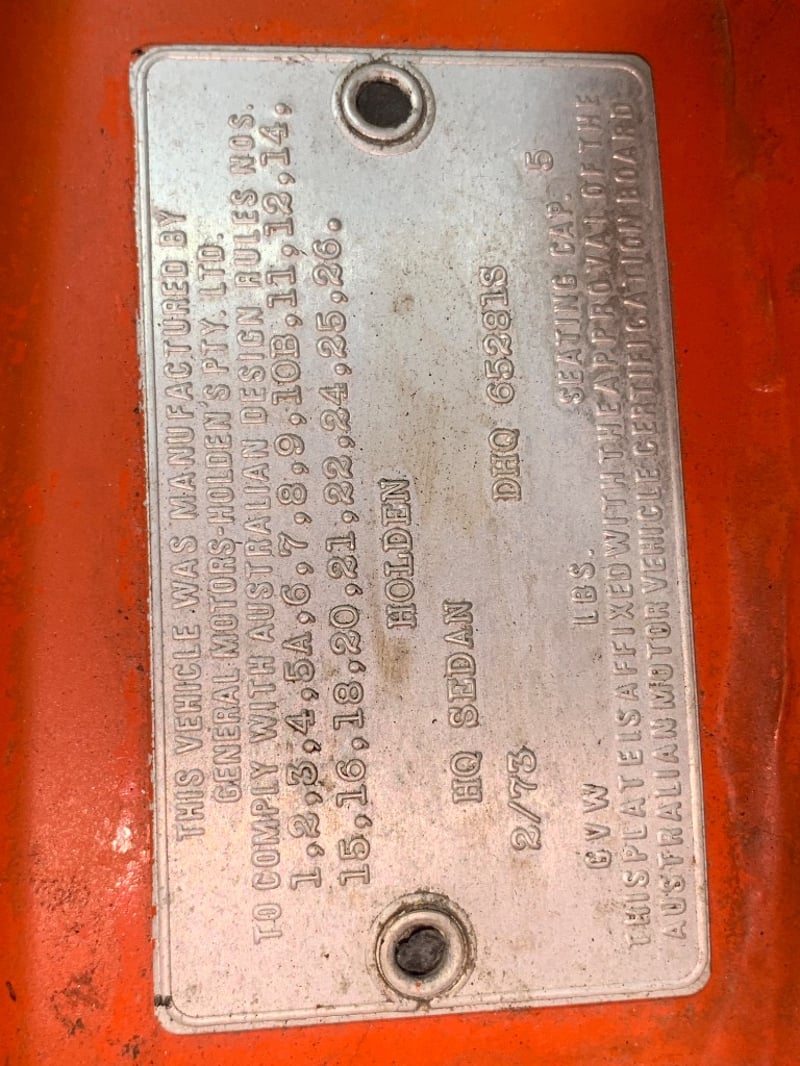 THIS VEHICLE WAS MANUFACTURED BY
GENERAL MOTORS-HOLDEN'S PTY. LTD.
TO COMPLY WITH AUSTRALIAN DESIGN RULES NOS.
1,2,3,4,5A,6,7,8,9,10B,11,12,14,
15,16,18,20,21,22,24,25,26.
HOLDEN
HQ SEDAN DHQ 65281S
2/73 SEATING CAP. 5
GVW LBS.
THIS PLATE IS AFFIXED WITH THE APPROVAL OF THE
AUSTRALIAN MOTOR VEHICLE CERTIFICATION BOARD